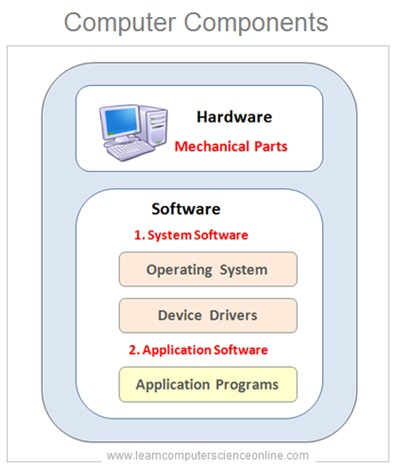 Computer Components
Hardware
Mechanical Parts
Software
1. System Software
Operating System
Device Drivers
2. Application Software
Application Programs
www.learncomputerscienceonline.com